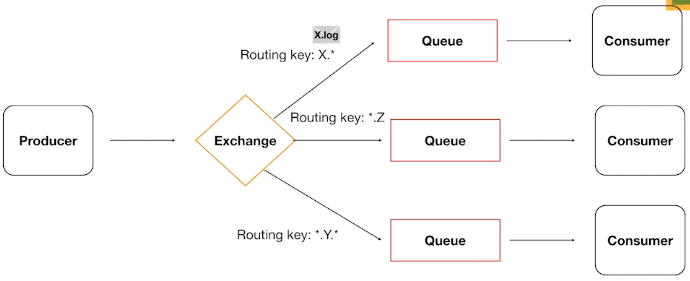 X.log
Routing key: X.*
Queue
Consumer
Routing key: *.Z
Producer
Exchange
Queue
Consumer
Routing key: *.Y.*
Queue
Consumer